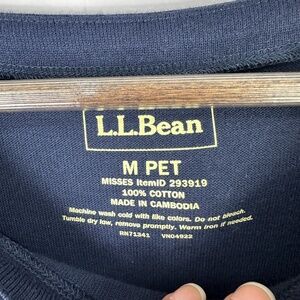 L.L.Bean
M PET
MISSES ItemID 293919
100% COTTON
MADE IN CAMBODIA
Machine wash cold with like colors. Do not bleach.
Tumble dry low, remove promptly. Warm iron if needed.
RN71341 VN04922